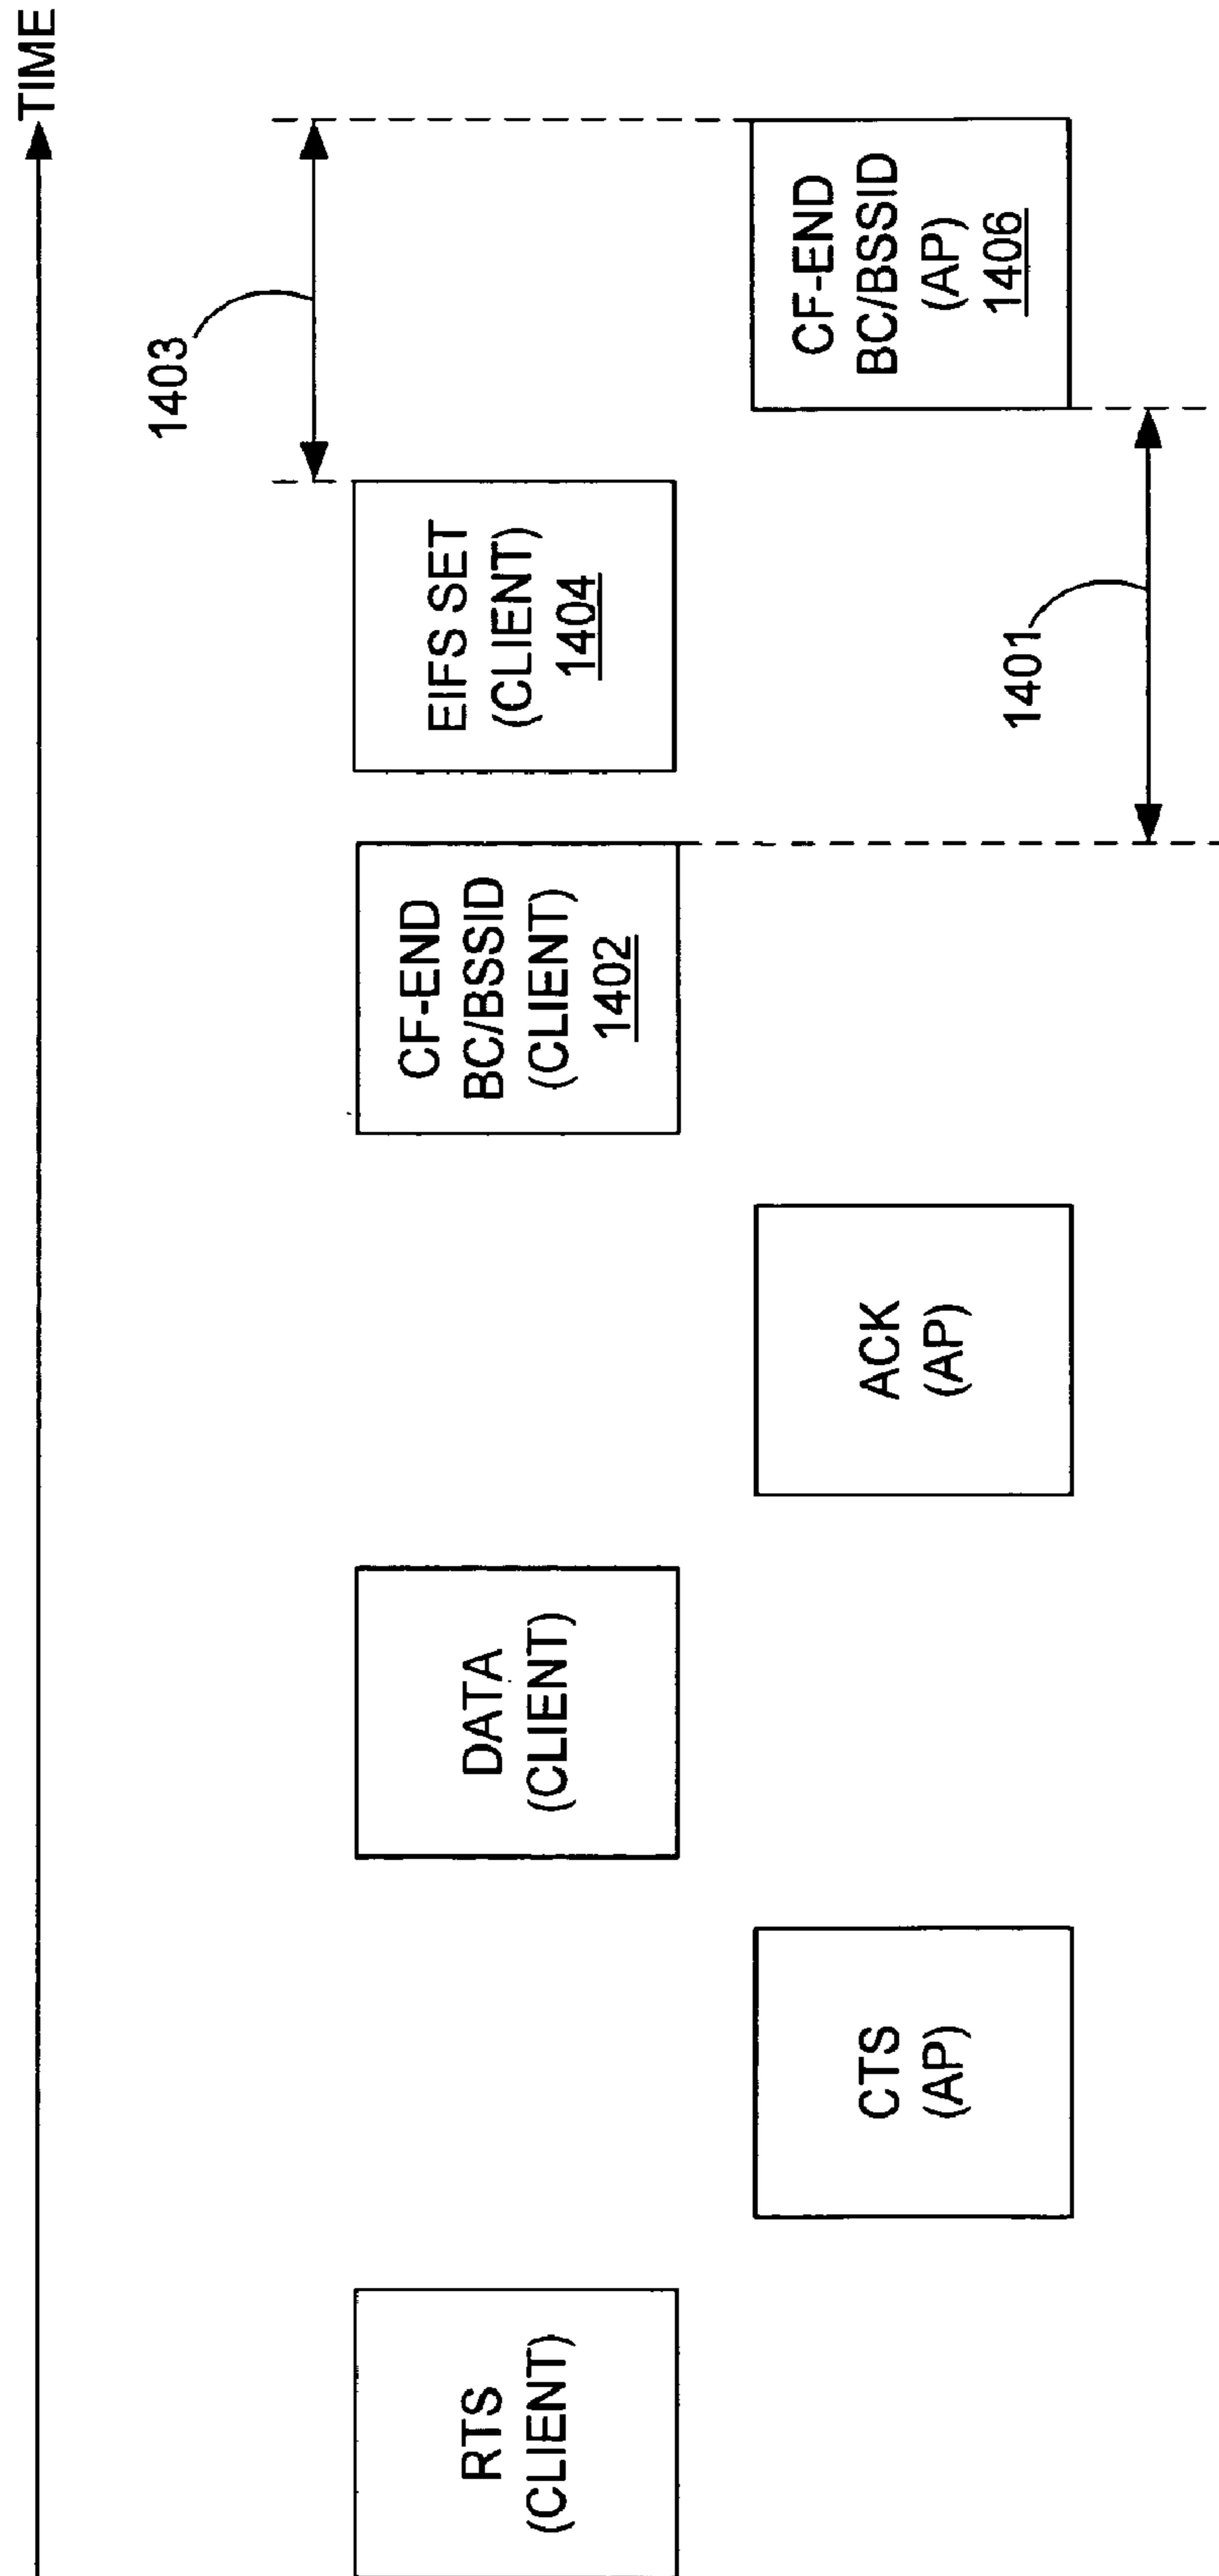 TIME
1403
RTS
(CLIENT)
DATA
(CLIENT)
CF-END
BC/BSSID
(CLIENT)
1402
EIFS SET
(CLIENT)
1404
CTS
(AP)
ACK
(AP)
CF-END
BC/BSSID
(AP)
1406
1401